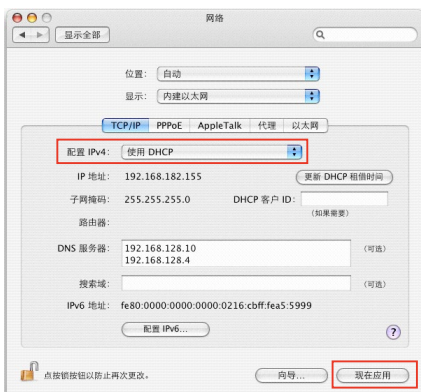 网络
显示全部
位置： 自动
显示： 内建以太网
TCP/IP PPPoE AppleTalk 代理 以太网
配置 IPv4： 使用 DHCP
IP 地址： 192.168.182.155 更新 DHCP 租借时间
子网掩码： 255.255.255.0 DHCP 客户 ID：
(如果需要)
路由器：
DNS 服务器： 192.168.128.10 (可选)
192.168.128.4
搜索域： (可选)
IPv6 地址： fe80:0000:0000:0000:0216:cbff:fea5:5999
配置 IPv6... ?
点按锁按钮以防止再次更改。 向导... 现在应用